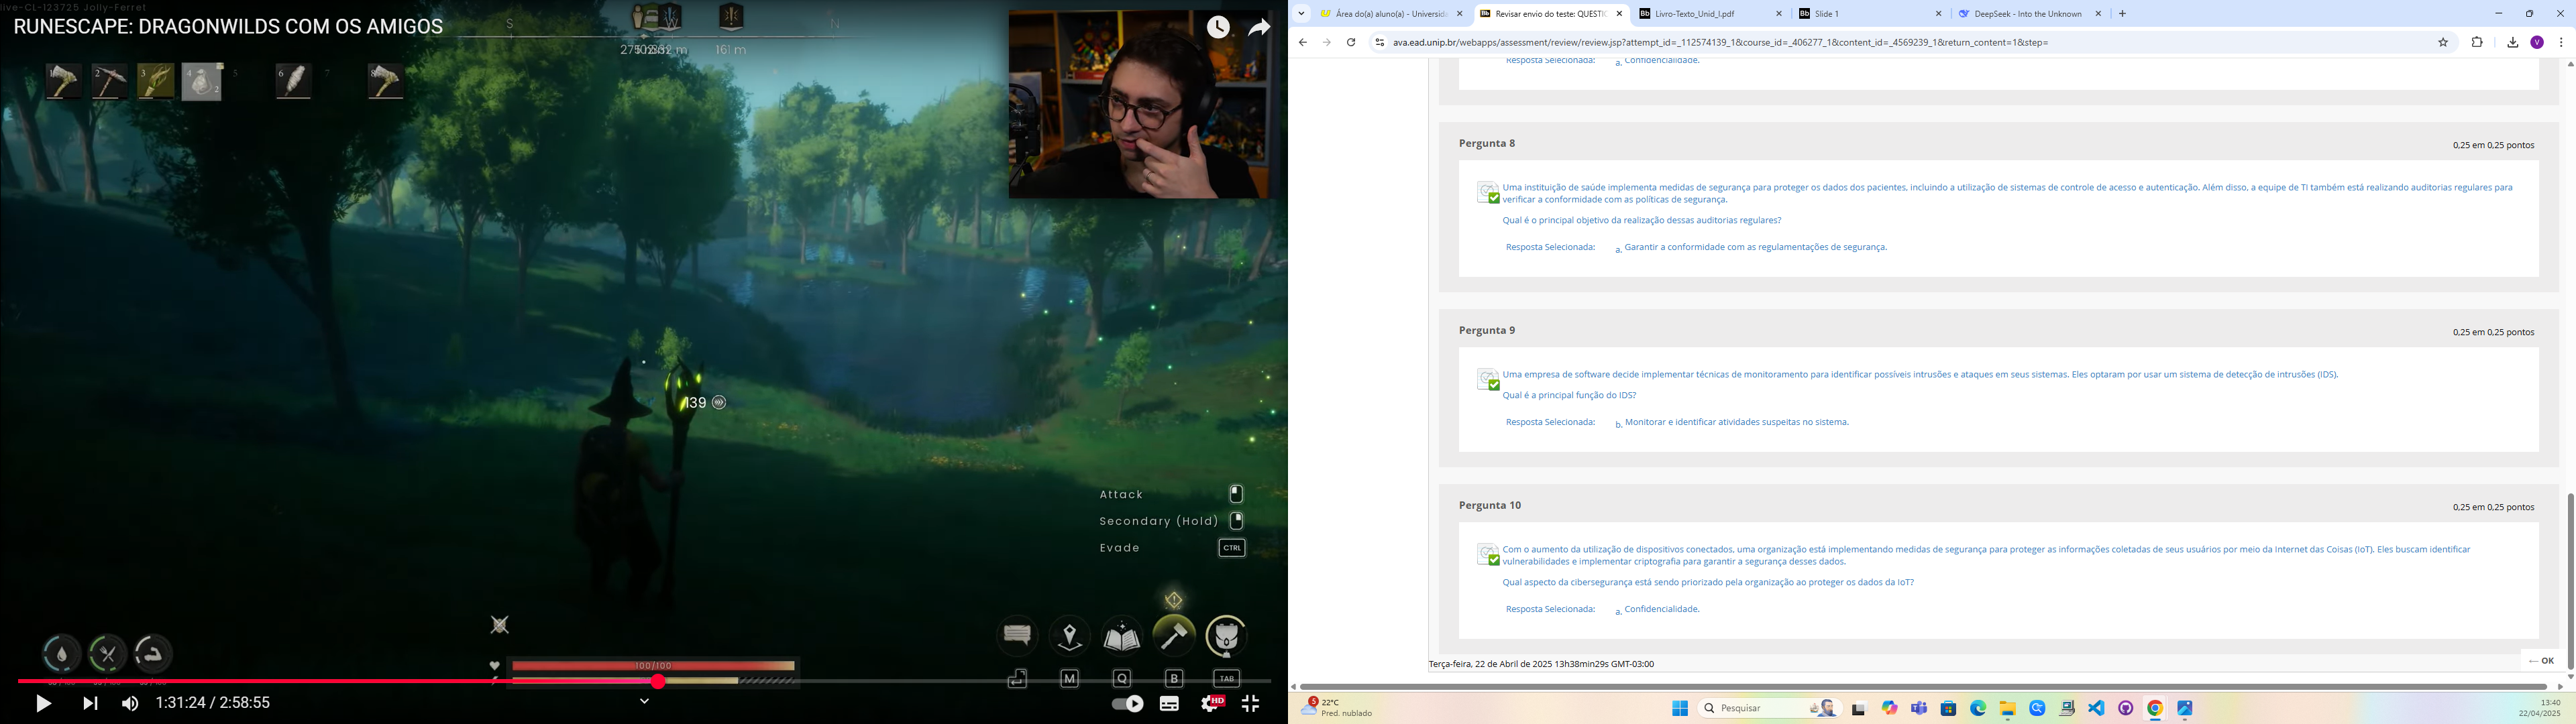 live-CL-123725 Jolly-Ferret
RUNESCAPE: DRAGONWILDS COM OS AMIGOS
S
W
N
161 m
1
2
3
4
2
5
6
7
8
139
Attack
Secondary (Hold)
Evade
CTRL
100/100
M
Q
B
TAB
1:31:24 / 2:58:55
HD
Área do(a) aluno(a) - Universid
Revisar envio do teste: QUESTIO
Livro-Texto_Unid_I.pdf
Slide 1
DeepSeek - Into the Unknown
ava.ead.unip.br/webapps/assessment/review/review.jsp?attempt_id=_112574139_1&course_id=_406277_1&content_id=_4569239_1&return_content=1&step=
V
Resposta Selecionada: a. Confidencialidade.
Pergunta 8
0,25 em 0,25 pontos
Uma instituição de saúde implementa medidas de segurança para proteger os dados dos pacientes, incluindo a utilização de sistemas de controle de acesso e autenticação. Além disso, a equipe de TI também está realizando auditorias regulares para
verificar a conformidade com as políticas de segurança.
Qual é o principal objetivo da realização dessas auditorias regulares?
Resposta Selecionada: a. Garantir a conformidade com as regulamentações de segurança.
Pergunta 9
0,25 em 0,25 pontos
Uma empresa de software decide implementar técnicas de monitoramento para identificar possíveis intrusões e ataques em seus sistemas. Eles optaram por usar um sistema de detecção de intrusões (IDS).
Qual é a principal função do IDS?
Resposta Selecionada: b. Monitorar e identificar atividades suspeitas no sistema.
Pergunta 10
0,25 em 0,25 pontos
Com o aumento da utilização de dispositivos conectados, uma organização está implementando medidas de segurança para proteger as informações coletadas de seus usuários por meio da Internet das Coisas (IoT). Eles buscam identificar
vulnerabilidades e implementar criptografia para garantir a segurança desses dados.
Qual aspecto da cibersegurança está sendo priorizado pela organização ao proteger os dados da IoT?
Resposta Selecionada: a. Confidencialidade.
Terça-feira, 22 de Abril de 2025 13h38min29s GMT-03:00
← OK
5
22°C
Pred. nublado
Pesquisar
13:40
22/04/2025